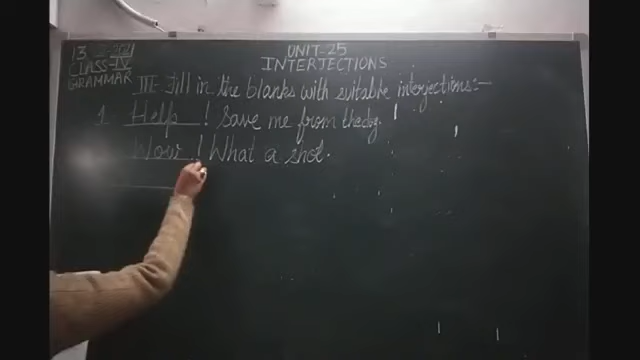 13-2-2021
CLASS-IV
GRAMMAR
UNIT-25
INTERJECTIONS
III- Fill in the blanks with suitable interjections:-
1. Help ! Save me from the dog.
Wow ! What a shot.